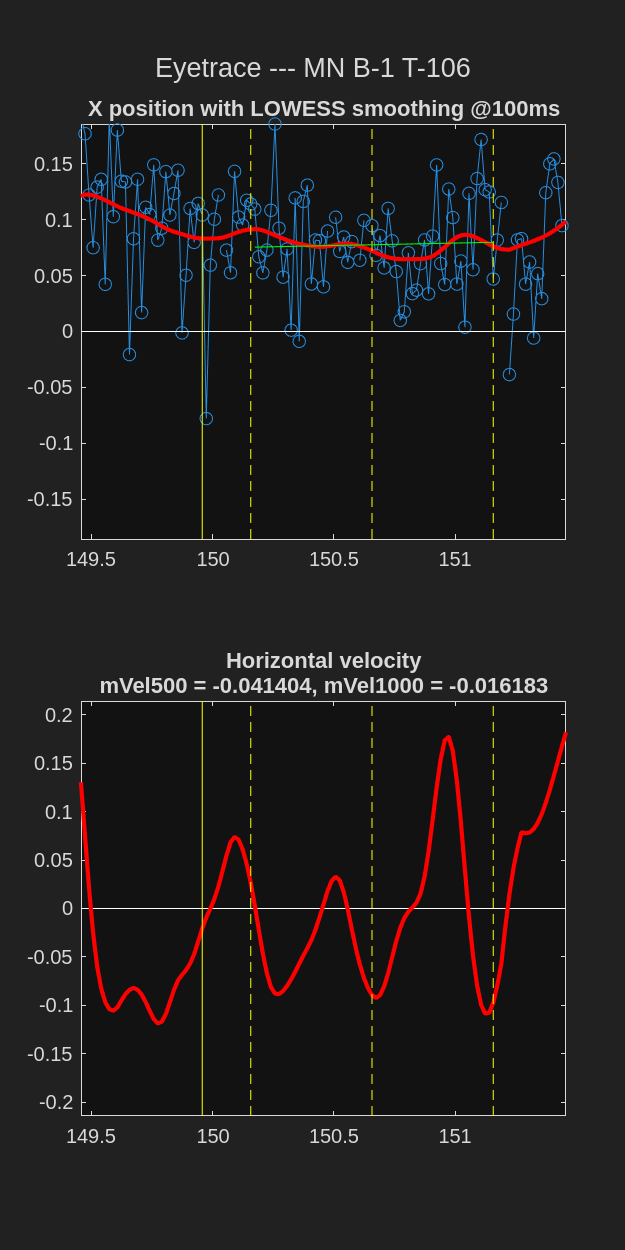 Eyetrace --- MN B-1 T-106
X position with LOWESS smoothing @100ms
0.15
0.1
0.05
0
-0.05
-0.1
-0.15
149.5 150 150.5 151
Horizontal velocity
mVel500 = -0.041404, mVel1000 = -0.016183
0.2
0.15
0.1
0.05
0
-0.05
-0.1
-0.15
-0.2
149.5 150 150.5 151